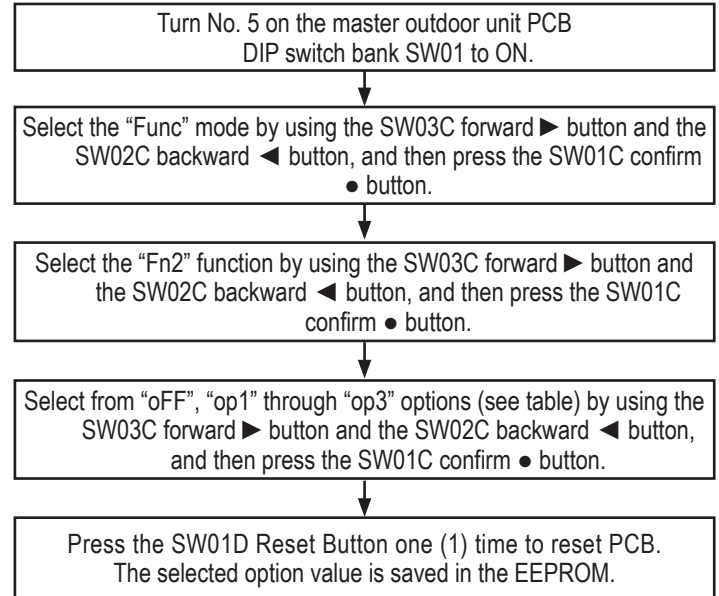 Turn No. 5 on the master outdoor unit PCB
DIP switch bank SW01 to ON.
Select the “Func” mode by using the SW03C forward ► button and the
SW02C backward ◄ button, and then press the SW01C confirm
● button.
Select the “Fn2” function by using the SW03C forward ► button and
the SW02C backward ◄ button, and then press the SW01C
confirm ● button.
Select from “oFF”, “op1” through “op3” options (see table) by using the
SW03C forward ► button and the SW02C backward ◄ button,
and then press the SW01C confirm ● button.
Press the SW01D Reset Button one (1) time to reset PCB.
The selected option value is saved in the EEPROM.